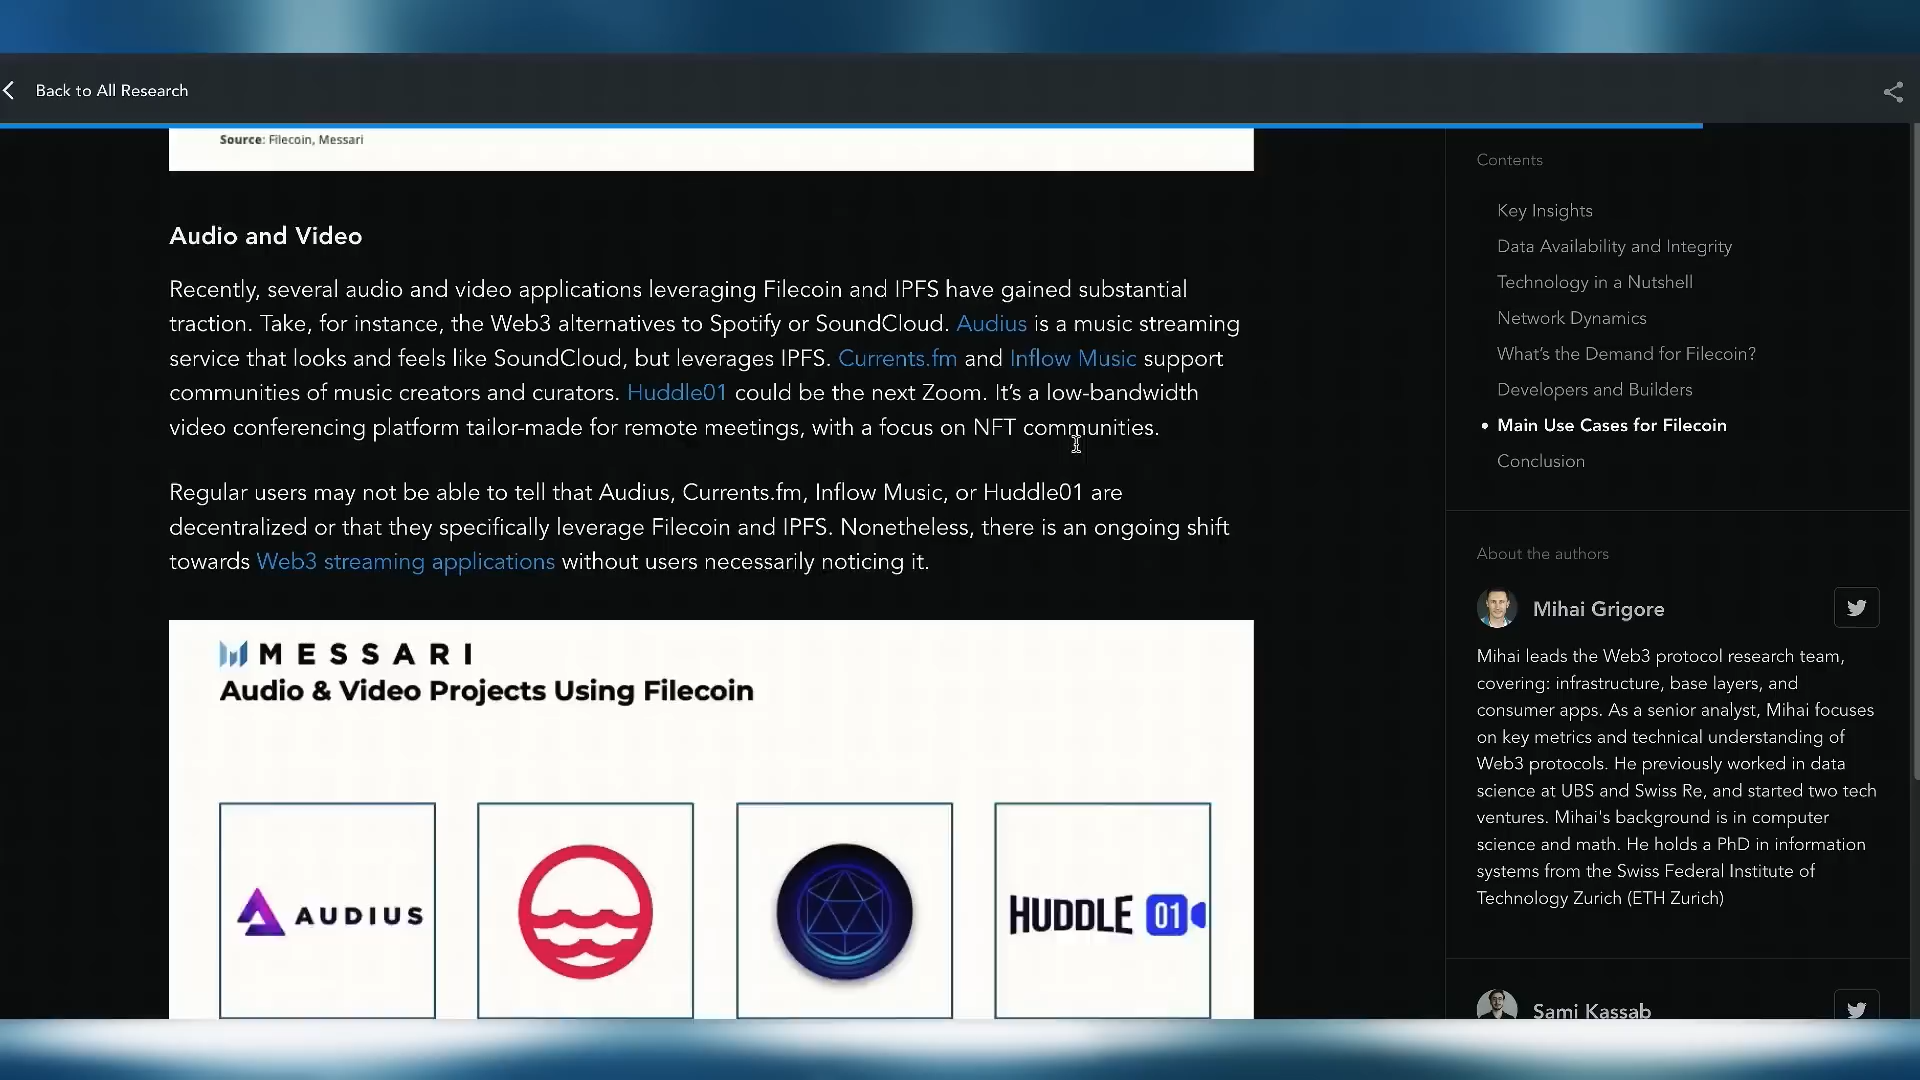 Back to All Research
Source: Filecoin, Messari
Audio and Video
Recently, several audio and video applications leveraging Filecoin and IPFS have gained substantial
traction. Take, for instance, the Web3 alternatives to Spotify or SoundCloud. Audius is a music streaming
service that looks and feels like SoundCloud, but leverages IPFS. Currents.fm and Inflow Music support
communities of music creators and curators. Huddle01 could be the next Zoom. It’s a low-bandwidth
video conferencing platform tailor-made for remote meetings, with a focus on NFT communities.
Regular users may not be able to tell that Audius, Currents.fm, Inflow Music, or Huddle01 are
decentralized or that they specifically leverage Filecoin and IPFS. Nonetheless, there is an ongoing shift
towards Web3 streaming applications without users necessarily noticing it.
MESSARI
Audio & Video Projects Using Filecoin
AUDIUS
HUDDLE 01
Contents
Key Insights
Data Availability and Integrity
Technology in a Nutshell
Network Dynamics
What’s the Demand for Filecoin?
Developers and Builders
Main Use Cases for Filecoin
Conclusion
About the authors
Mihai Grigore
Mihai leads the Web3 protocol research team,
covering: infrastructure, base layers, and
consumer apps. As a senior analyst, Mihai focuses
on key metrics and technical understanding of
Web3 protocols. He previously worked in data
science at UBS and Swiss Re, and started two tech
ventures. Mihai's background is in computer
science and math. He holds a PhD in information
systems from the Swiss Federal Institute of
Technology Zurich (ETH Zurich)
Sami Kassab